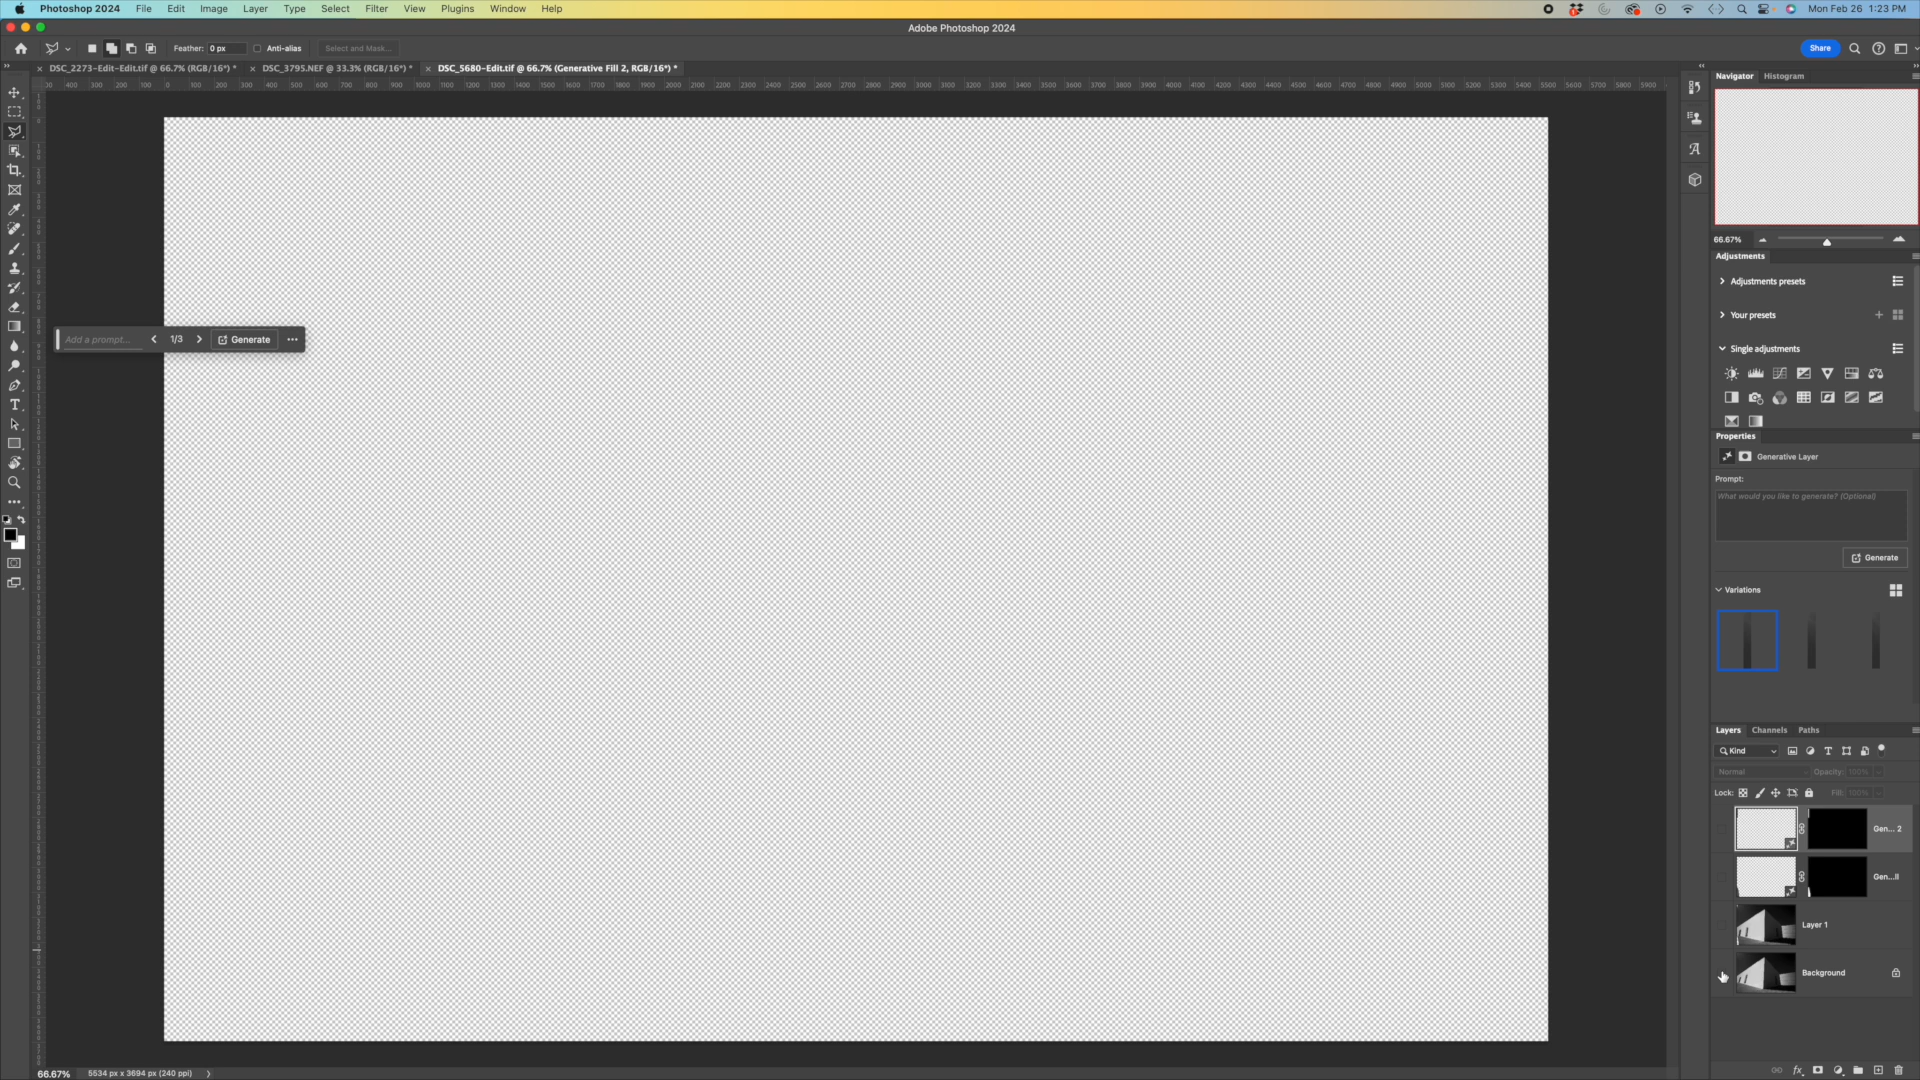 Photoshop 2024 File Edit Image Layer Type Select Filter View Plugins Window Help Mon Feb 26 1:23 PM
Adobe Photoshop 2024
Feather: 0 px Anti-alias Select and Mask... Share
DSC_2273-Edit-Edit.tif @ 66.7% (RGB/16*) * DSC_3795.NEF @ 33.3% (RGB/16*) * DSC_5680-Edit.tif @ 66.7% (Generative Fill 2, RGB/16*) *
Navigator Histogram
66.67%
Adjustments
Adjustments presets
Your presets
Add a prompt... 1/3 Generate
Single adjustments
Properties
Generative Layer
Prompt:
What would you like to generate? (Optional)
Generate
Variations
Layers Channels Paths
Kind
Normal Opacity: 100%
Lock: Fill: 100%
Gen... 2
Gen...ll
Layer 1
Background
66.67% 5534 px x 3694 px (240 ppi)